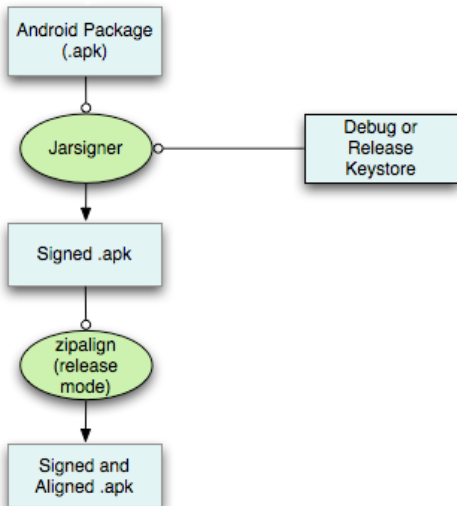 Android Package
(.apk)
Jarsigner
Debug or
Release
Keystore
Signed .apk
zipalign
(release
mode)
Signed and
Aligned .apk